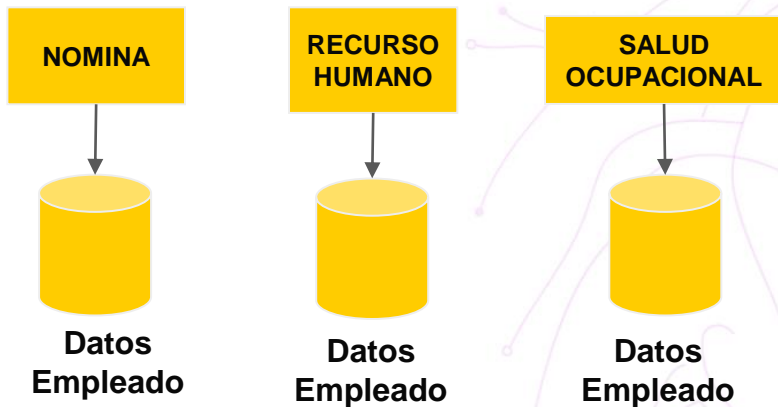 NOMINA
RECURSO
HUMANO
SALUD
OCUPACIONAL
Datos
Empleado
Datos
Empleado
Datos
Empleado